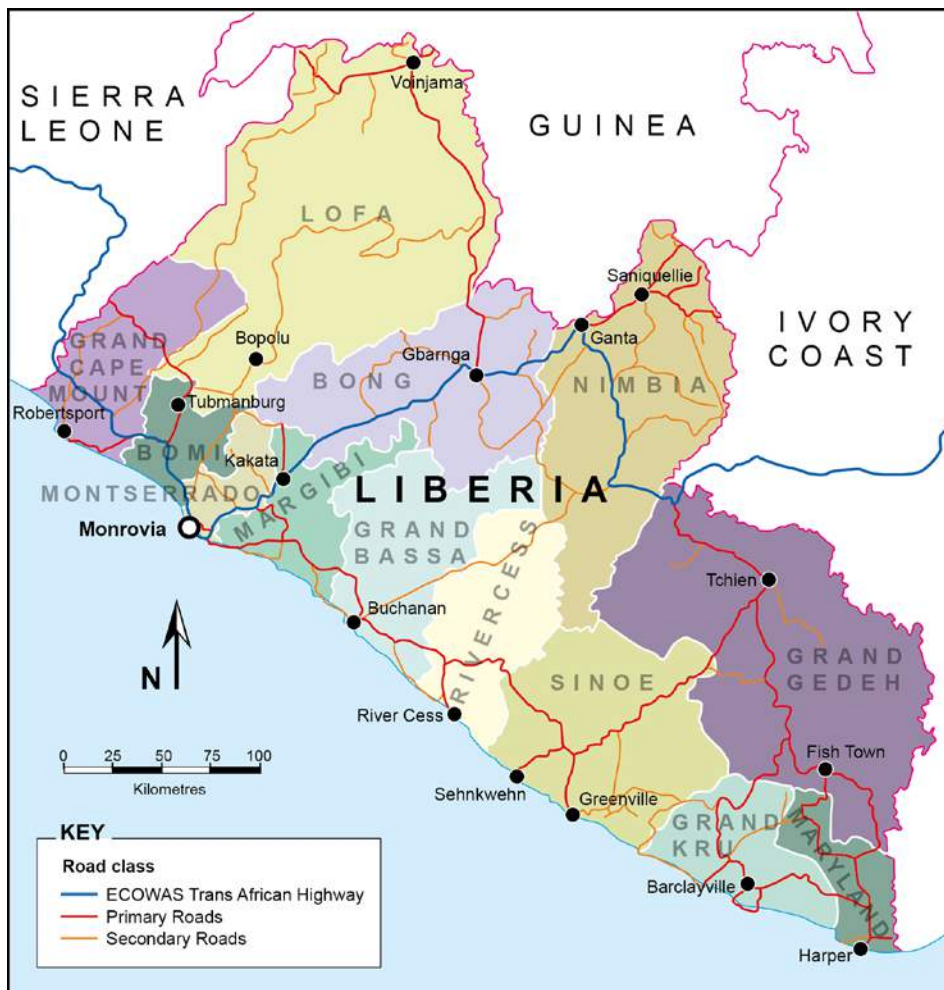 SIERRA
LEONE
Voinjama
GUINEA
LOFA
Saniquellie
IVORY
COAST
GRAND
CAPE
MOUNT
Bopolu
Gbarnga
Ganta
BONG
NIMBIA
Robertsport
Tubmanburg
BOMI
Kakata
MONTSERRADO
MARGIBI
LIBERIA
Monrovia
GRAND
BASSA
RIVERCESS
Tchien
Buchanan
N
SINOE
GRAND
GEDEH
River Cess
0 25 50 75 100
Kilometres
Fish Town
Sehnkwehn
Greenville
GRAND
KRU
MARYLAND
Barclayville
Harper
KEY
Road class
ECOWAS Trans African Highway
Primary Roads
Secondary Roads